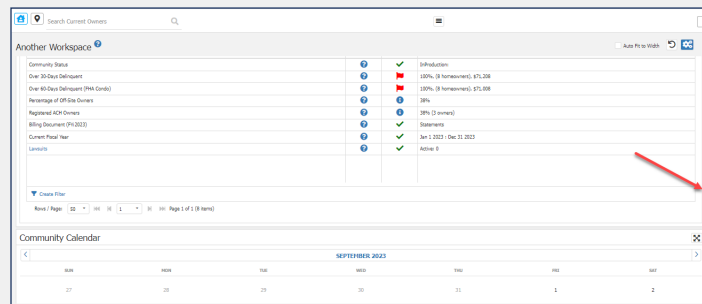 Search Current Owners
Another Workspace ?
Auto Fit to Width
Community Status ? InProduction:
Over 30-Days Delinquent ? 100%, (8 homeowners), $71,208
Over 60-Days Delinquent (FHA Condo) ? 100%, (8 homeowners), $71,008
Percentage of Off-Site Owners ? 38%
Registered ACH Owners ? 38% (3 owners)
Billing Document (FY 2023) ? Statements
Current Fiscal Year ? Jan 1 2023 - Dec 31 2023
Lawsuits ? Active: 0
Create Filter
Rows / Page: 50 1 Page 1 of 1 (8 items)
Community Calendar
< SEPTEMBER 2023 >
SUN MON TUE WED THU FRI SAT
27 28 29 30 31 1 2